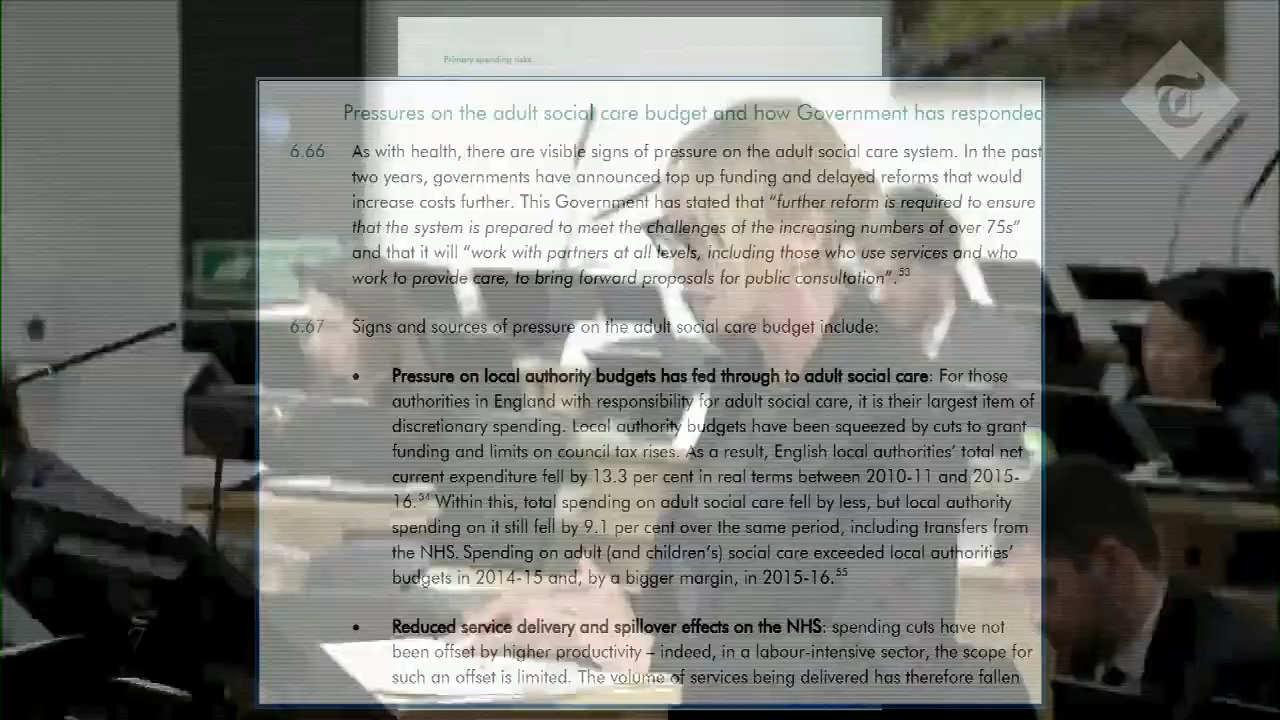 Primary spending risks
Pressures on the adult social care budget and how Government has responded
6.66 As with health, there are visible signs of pressure on the adult social care system. In the past
two years, governments have announced top up funding and delayed reforms that would
increase costs further. This Government has stated that “further reform is required to ensure
that the system is prepared to meet the challenges of the increasing numbers of over 75s”
and that it will “work with partners at all levels, including those who use services and who
work to provide care, to bring forward proposals for public consultation”.53
6.67 Signs and sources of pressure on the adult social care budget include:
• Pressure on local authority budgets has fed through to adult social care: For those
authorities in England with responsibility for adult social care, it is their largest item of
discretionary spending. Local authority budgets have been squeezed by cuts to grant
funding and limits on council tax rises. As a result, English local authorities’ total net
current expenditure fell by 13.3 per cent in real terms between 2010-11 and 2015-
16.54 Within this, total spending on adult social care fell by less, but local authority
spending on it still fell by 9.1 per cent over the same period, including transfers from
the NHS. Spending on adult (and children’s) social care exceeded local authorities’
budgets in 2014-15 and, by a bigger margin, in 2015-16.55
• Reduced service delivery and spillover effects on the NHS: spending cuts have not
been offset by higher productivity – indeed, in a labour-intensive sector, the scope for
such an offset is limited. The volume of services being delivered has therefore fallen
T